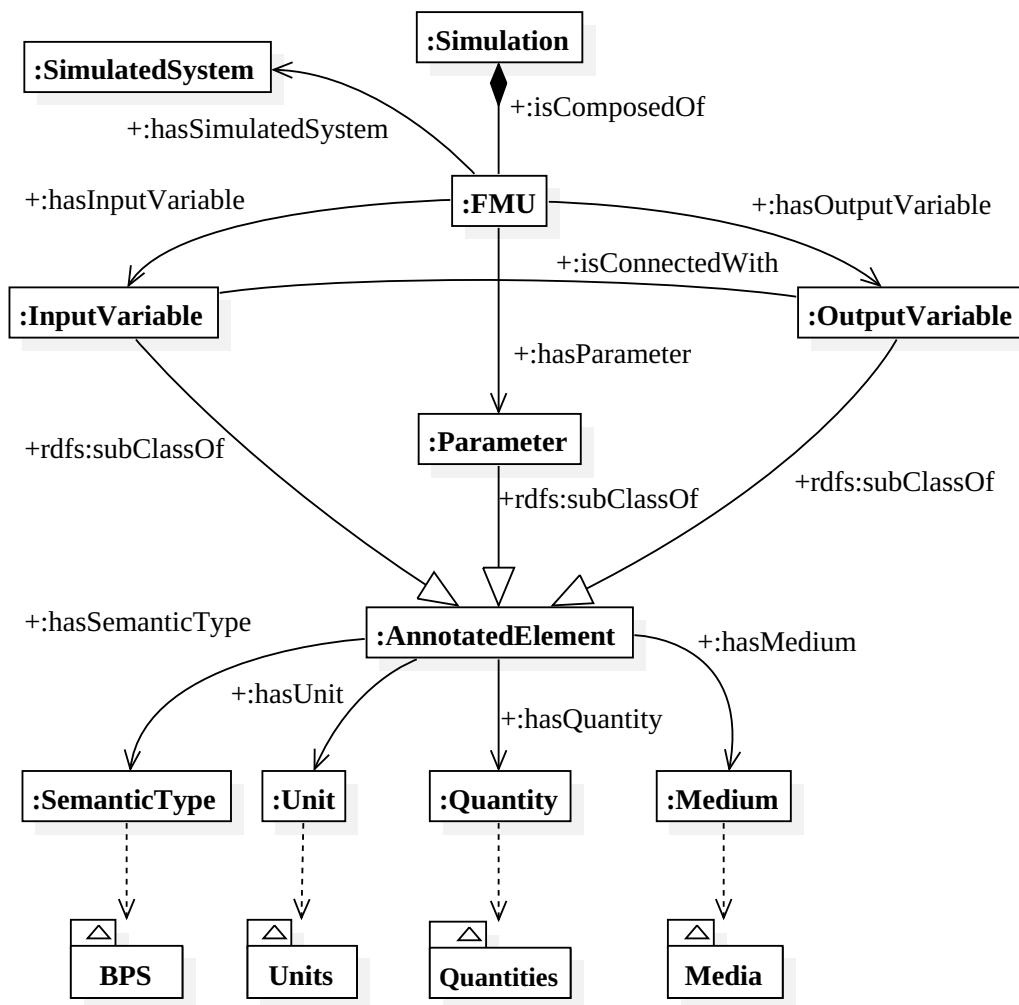 :Simulation
:SimulatedSystem
+:isComposedOf
+:hasSimulatedSystem
:FMU
+:hasInputVariable
+:hasOutputVariable
+:isConnectedWith
:InputVariable
:OutputVariable
+:hasParameter
:Parameter
+rdfs:subClassOf
+rdfs:subClassOf
+rdfs:subClassOf
:AnnotatedElement
+:hasSemanticType
+:hasMedium
+:hasUnit
+:hasQuantity
:SemanticType
:Unit
:Quantity
:Medium
BPS
Units
Quantities
Media